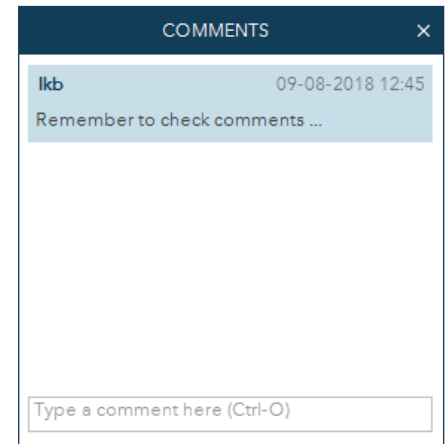 COMMENTS ×
lkb 09-08-2018 12:45
Remember to check comments ...
Type a comment here (Ctrl-O)